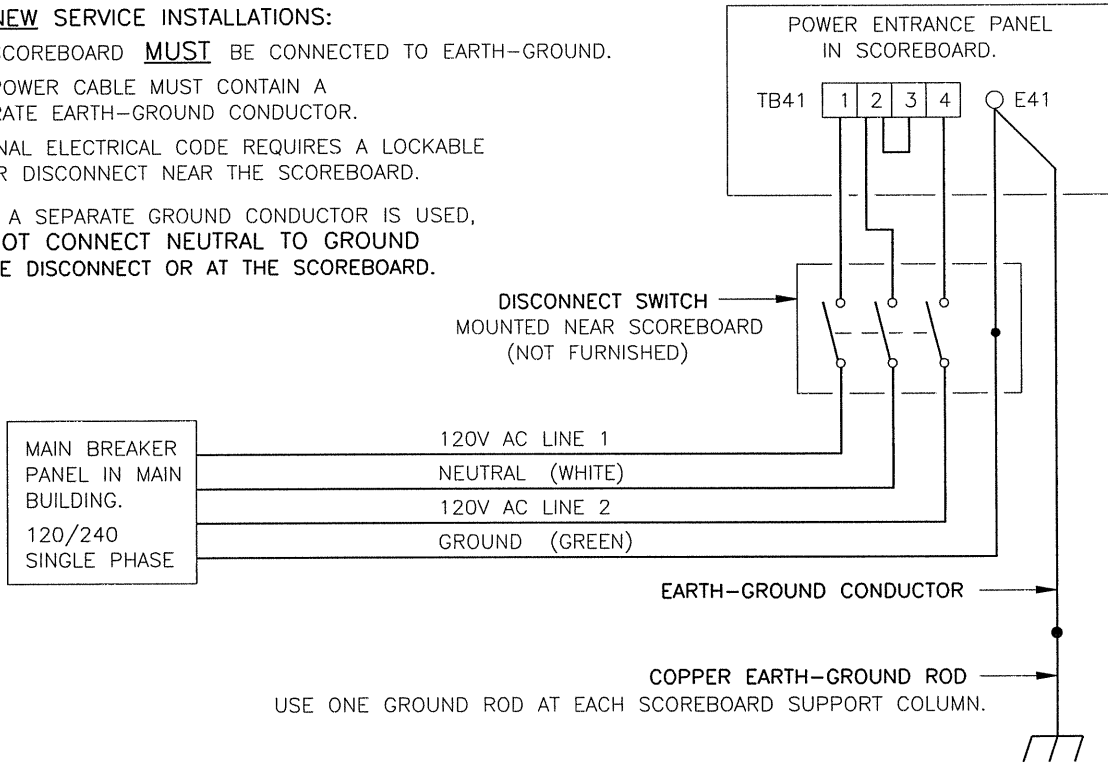 NEW SERVICE INSTALLATIONS:
SCOREBOARD MUST BE CONNECTED TO EARTH-GROUND.
POWER CABLE MUST CONTAIN A
RATE EARTH-GROUND CONDUCTOR.
NAL ELECTRICAL CODE REQUIRES A LOCKABLE
R DISCONNECT NEAR THE SCOREBOARD.
A SEPARATE GROUND CONDUCTOR IS USED,
OT CONNECT NEUTRAL TO GROUND
E DISCONNECT OR AT THE SCOREBOARD.
POWER ENTRANCE PANEL
IN SCOREBOARD.
TB41 1 2 3 4 E41
DISCONNECT SWITCH
MOUNTED NEAR SCOREBOARD
(NOT FURNISHED)
MAIN BREAKER
PANEL IN MAIN
BUILDING.
120/240
SINGLE PHASE
120V AC LINE 1
NEUTRAL (WHITE)
120V AC LINE 2
GROUND (GREEN)
EARTH-GROUND CONDUCTOR
COPPER EARTH-GROUND ROD
USE ONE GROUND ROD AT EACH SCOREBOARD SUPPORT COLUMN.